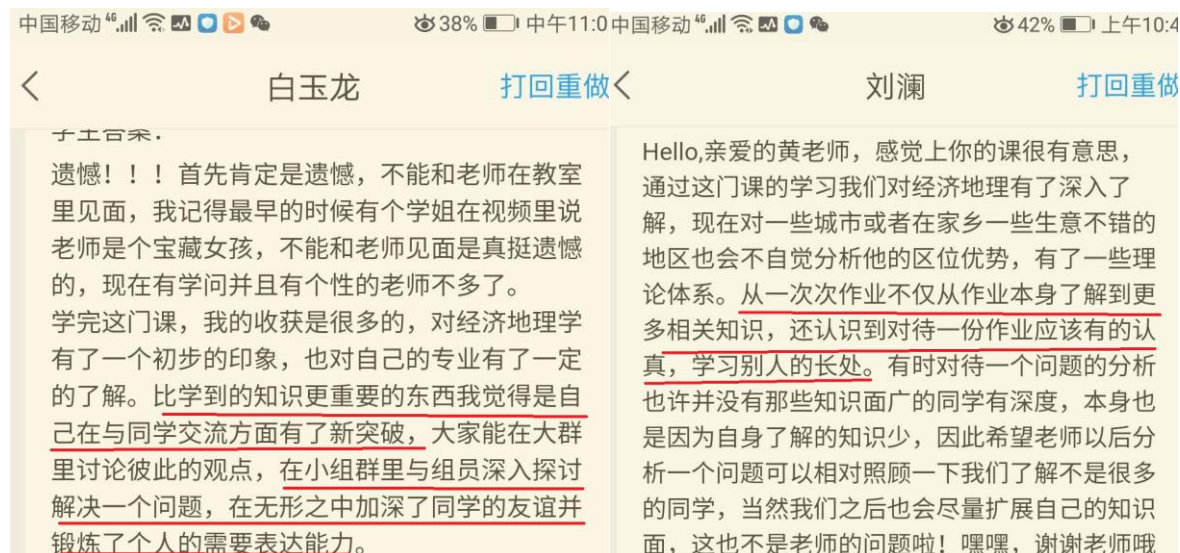 中国移动 4G 38% 中午11:0
白玉龙
打回重做
学生答案:
遗憾!!!首先肯定是遗憾,不能和老师在教室
里见面,我记得最早的时候有个学姐在视频里说
老师是个宝藏女孩,不能和老师见面是真挺遗憾
的,现在有学问并且有个性的老师不多了。
学完这门课,我的收获是很多的,对经济地理学
有了一个初步的印象,也对自己的专业有了一定
的了解。比学到的知识更重要的东西我觉得是自
己在与同学交流方面有了新突破,大家能在大群
里讨论彼此的观点,在小组群里与组员深入探讨
解决一个问题,在无形之中加深了同学的友谊并
锻炼了个人的需要表达能力。
中国移动 4G 42% 上午10:4
刘澜
打回重做
Hello,亲爱的黄老师,感觉上你的课很有意思,
通过这门课的学习我们对经济地理有了深入了
解,现在对一些城市或者在家乡一些生意不错的
地区也会不自觉分析他的区位优势,有了一些理
论体系。从一次次作业不仅从作业本身了解到更
多相关知识,还认识到对待一份作业应该有的认
真,学习别人的长处。有时对待一个问题的分析
也许并没有那些知识面广的同学有深度,本身也
是因为自身了解的知识少,因此希望老师以后分
析一个问题可以相对照顾一下我们了解不是很多
的同学,当然我们之后也会尽量扩展自己的知识
面,这也不是老师的问题啦!嘿嘿,谢谢老师哦